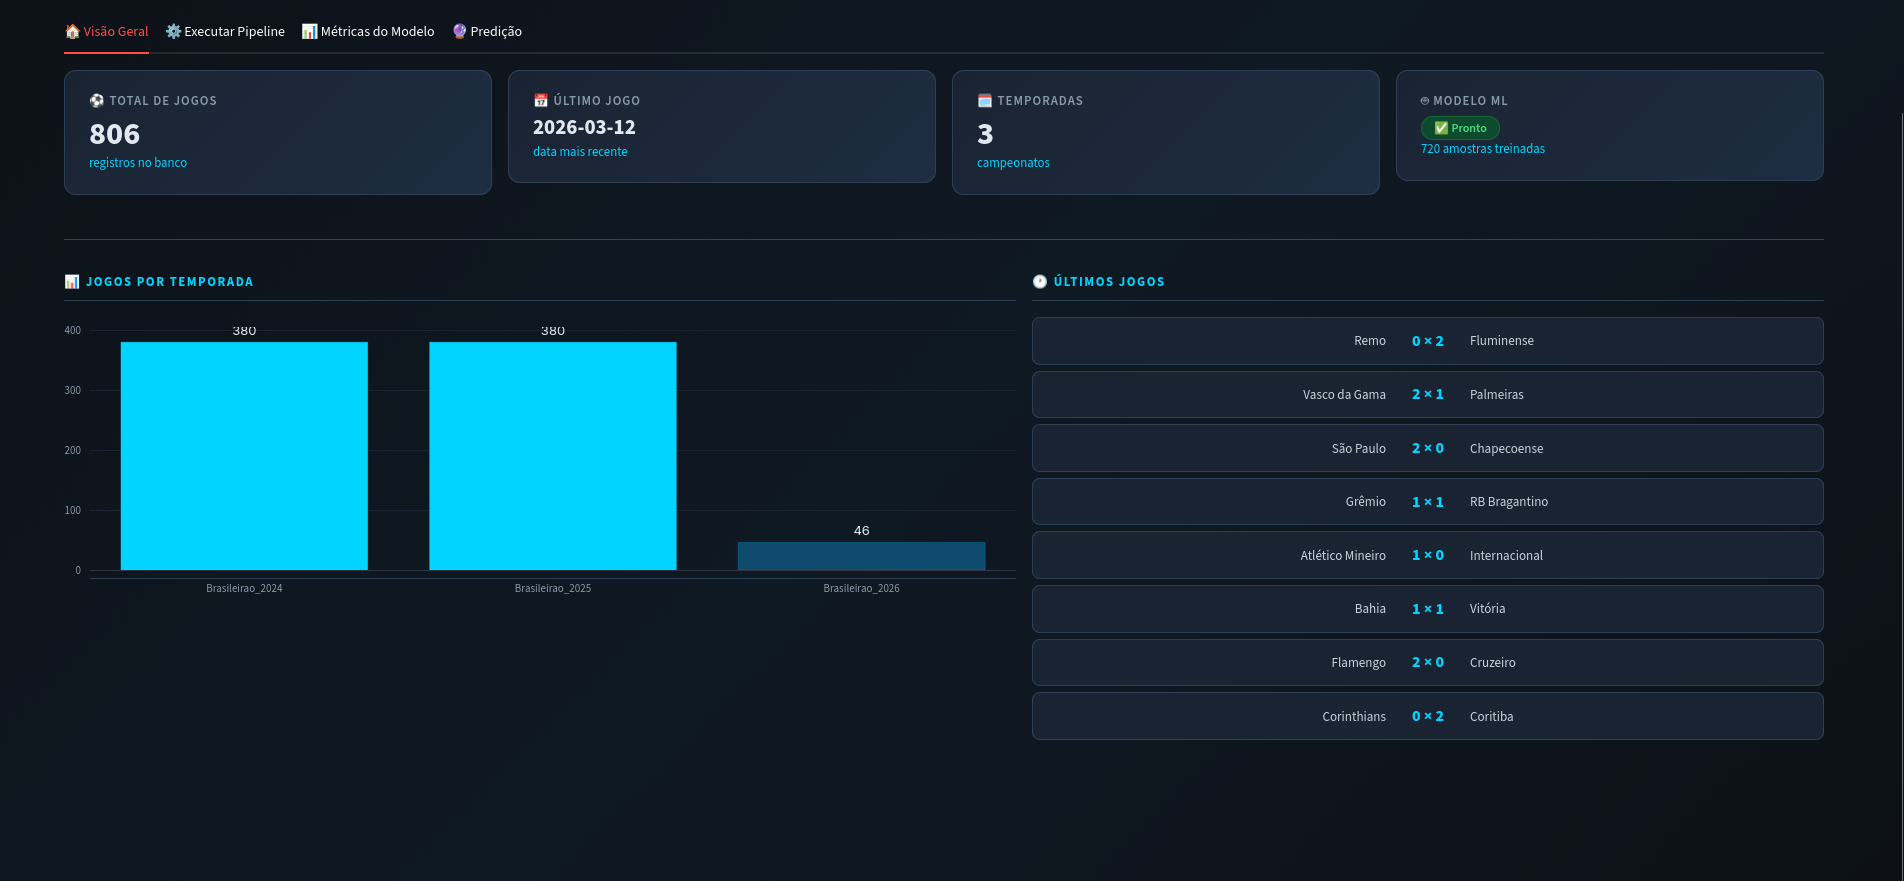 🏠 Visão Geral ⚙️ Executar Pipeline 📊 Métricas do Modelo 🔮 Predição
⚽ TOTAL DE JOGOS
806
registros no banco
📅 ÚLTIMO JOGO
2026-03-12
data mais recente
🗓️ TEMPORADAS
3
campeonatos
MODELO ML
✅ Pronto
720 amostras treinadas
📊 JOGOS POR TEMPORADA
400
300
200
100
0
380
380
46
Brasileirao_2024 Brasileirao_2025 Brasileirao_2026
🕐 ÚLTIMOS JOGOS
Remo 0 × 2 Fluminense
Vasco da Gama 2 × 1 Palmeiras
São Paulo 2 × 0 Chapecoense
Grêmio 1 × 1 RB Bragantino
Atlético Mineiro 1 × 0 Internacional
Bahia 1 × 1 Vitória
Flamengo 2 × 0 Cruzeiro
Corinthians 0 × 2 Coritiba